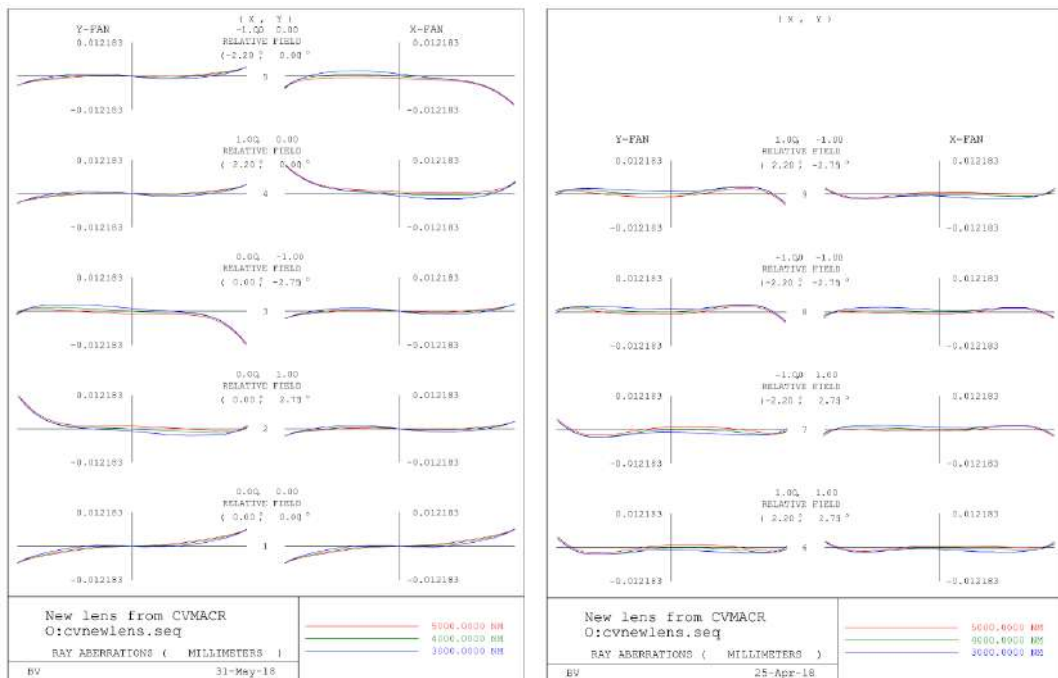 ( X , Y )
Y-FAN
-1.00 0.00
X-FAN
0.012183
RELATIVE FIELD
0.012183
(-2.20°, 0.00°)
5
-0.012183
-0.012183
1.00, 0.00
0.012183
RELATIVE FIELD
0.012183
(-2.20°, 0.00°)
4
-0.012183
-0.012183
0.00, -1.00
0.012183
RELATIVE FIELD
0.012183
( 0.00°, -2.75°)
3
-0.012183
-0.012183
0.00, 1.00
0.012183
RELATIVE FIELD
0.012183
( 0.00°, 2.75°)
2
-0.012183
-0.012183
0.00, 0.00
0.012183
RELATIVE FIELD
0.012183
( 0.00°, 0.00°)
1
-0.012183
-0.012183
New lens from CVMACR
O:cvnewlens.seq
RAY ABERRATIONS ( MILLIMETERS )
BV 31-May-18
5000.0000 NM
4000.0000 NM
3000.0000 NM
( X , Y )
Y-FAN
1.00, -1.00
X-FAN
0.012183
RELATIVE FIELD
0.012183
( 2.20°, -2.75°)
9
-0.012183
-0.012183
-1.00 -1.00
0.012183
RELATIVE FIELD
0.012183
(-2.20°, -2.75°)
8
-0.012183
-0.012183
-1.00 1.00
0.012183
RELATIVE FIELD
0.012183
(-2.20°, 2.75°)
7
-0.012183
-0.012183
1.00, 1.00
0.012183
RELATIVE FIELD
0.012183
( 2.20°, 2.75°)
6
-0.012183
-0.012183
New lens from CVMACR
O:cvnewlens.seq
RAY ABERRATIONS ( MILLIMETERS )
BV 25-Apr-18
5000.0000 NM
4000.0000 NM
3000.0000 NM